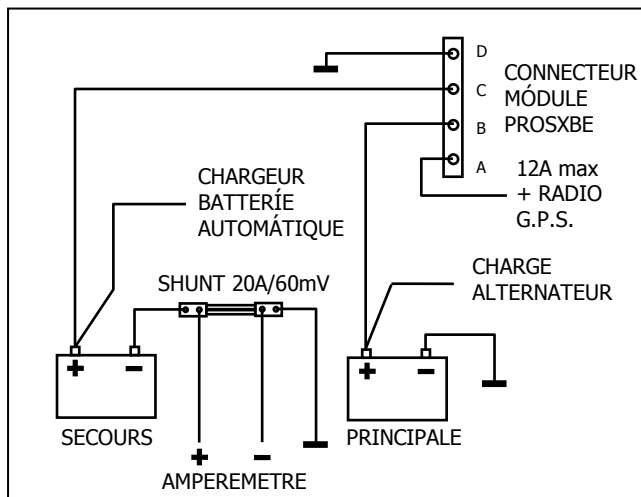 D
C
B
A
CONNECTEUR
MÓDULE
PROSXBE
12A max
+ RADIO
G.P.S.
CHARGEUR
BATTERÍE
AUTOMÁTIQUE
SHUNT 20A/60mV
CHARGE
ALTERNATEUR
+ −
SECOURS
+ −
PRINCIPALE
+ −
AMPEREMETRE